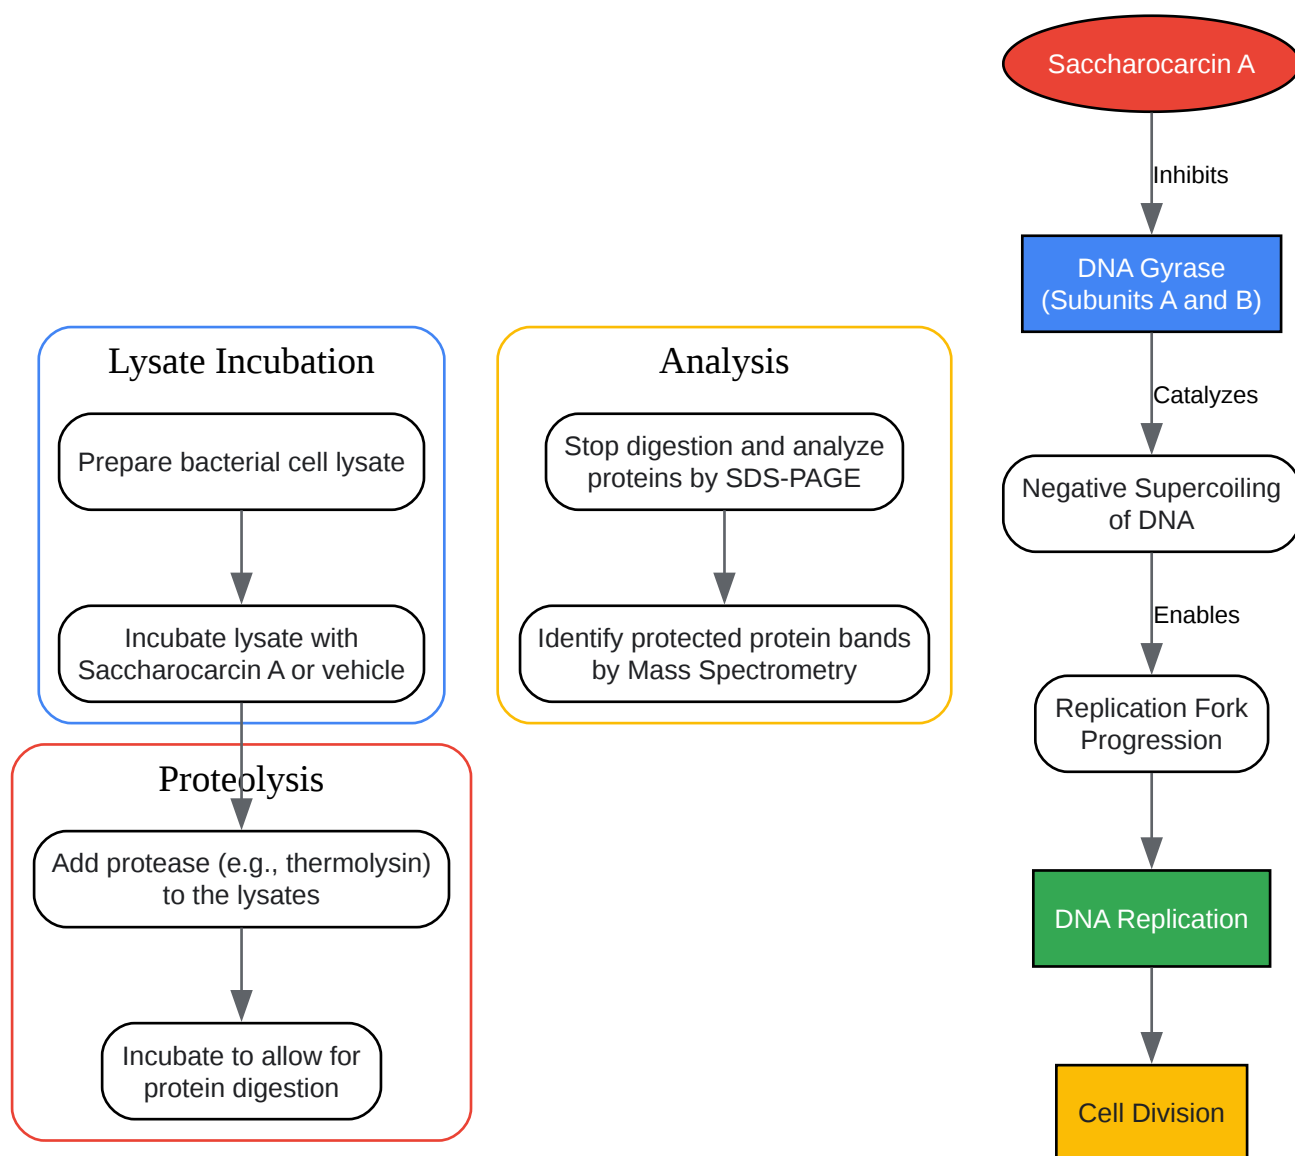 Lysate Incubation
Prepare bacterial cell lysate
Incubate lysate with
Saccharocarcin A or vehicle
Proteolysis
Add protease (e.g., thermolysin)
to the lysates
Incubate to allow for
protein digestion
Analysis
Stop digestion and analyze
proteins by SDS-PAGE
Identify protected protein bands
by Mass Spectrometry
Saccharocarcin A
Inhibits
DNA Gyrase
(Subunits A and B)
Catalyzes
Negative Supercoiling
of DNA
Enables
Replication Fork
Progression
DNA Replication
Cell Division